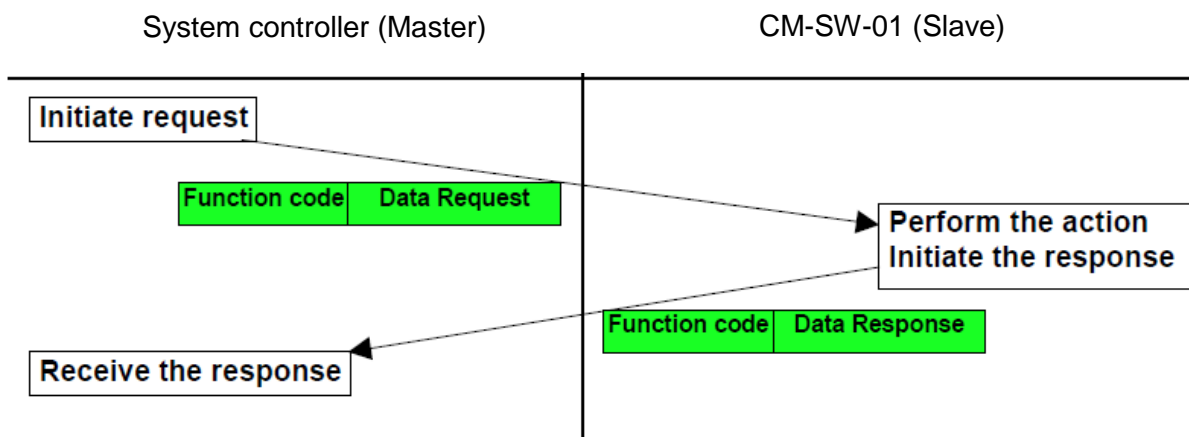 System controller (Master)
CM-SW-01 (Slave)
Initiate request
Function code
Data Request
Perform the action
Initiate the response
Function code
Data Response
Receive the response